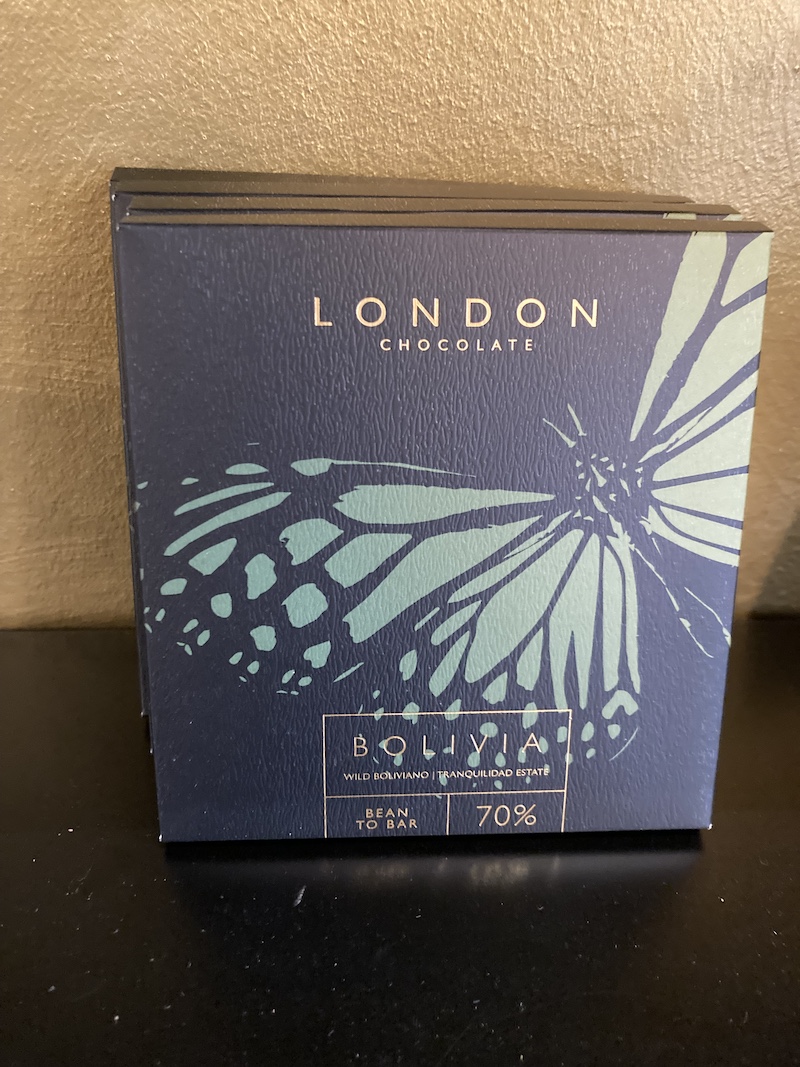 LONDON
CHOCOLATE
BOLIVIA
WILD BOLIVIANO | TRANQUILIDAD ESTATE
BEAN
TO BAR
70%